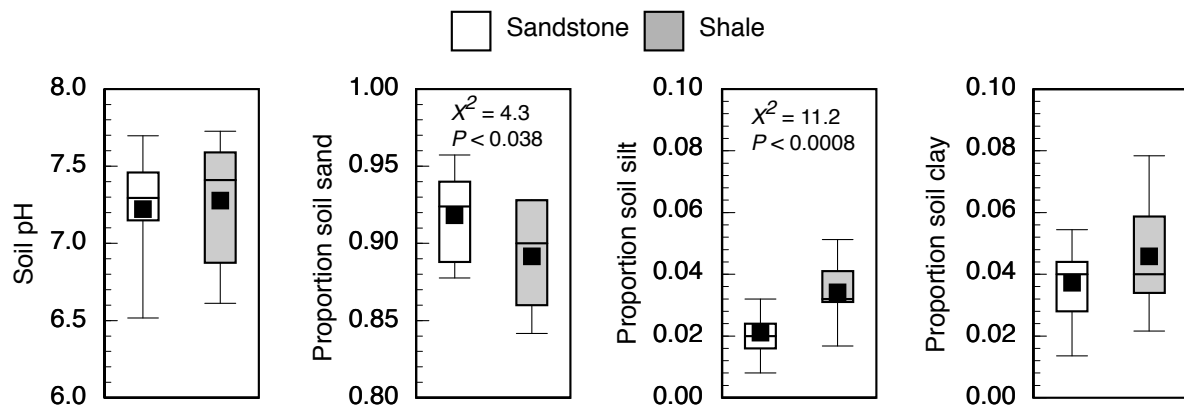 Sandstone Shale
Soil pH
8.0
7.5
7.0
6.5
6.0
Proportion soil sand
1.00
0.95
0.90
0.85
0.80
X² = 4.3
P < 0.038
Proportion soil silt
0.10
0.08
0.06
0.04
0.02
0.00
X² = 11.2
P < 0.0008
Proportion soil clay
0.10
0.08
0.06
0.04
0.02
0.00